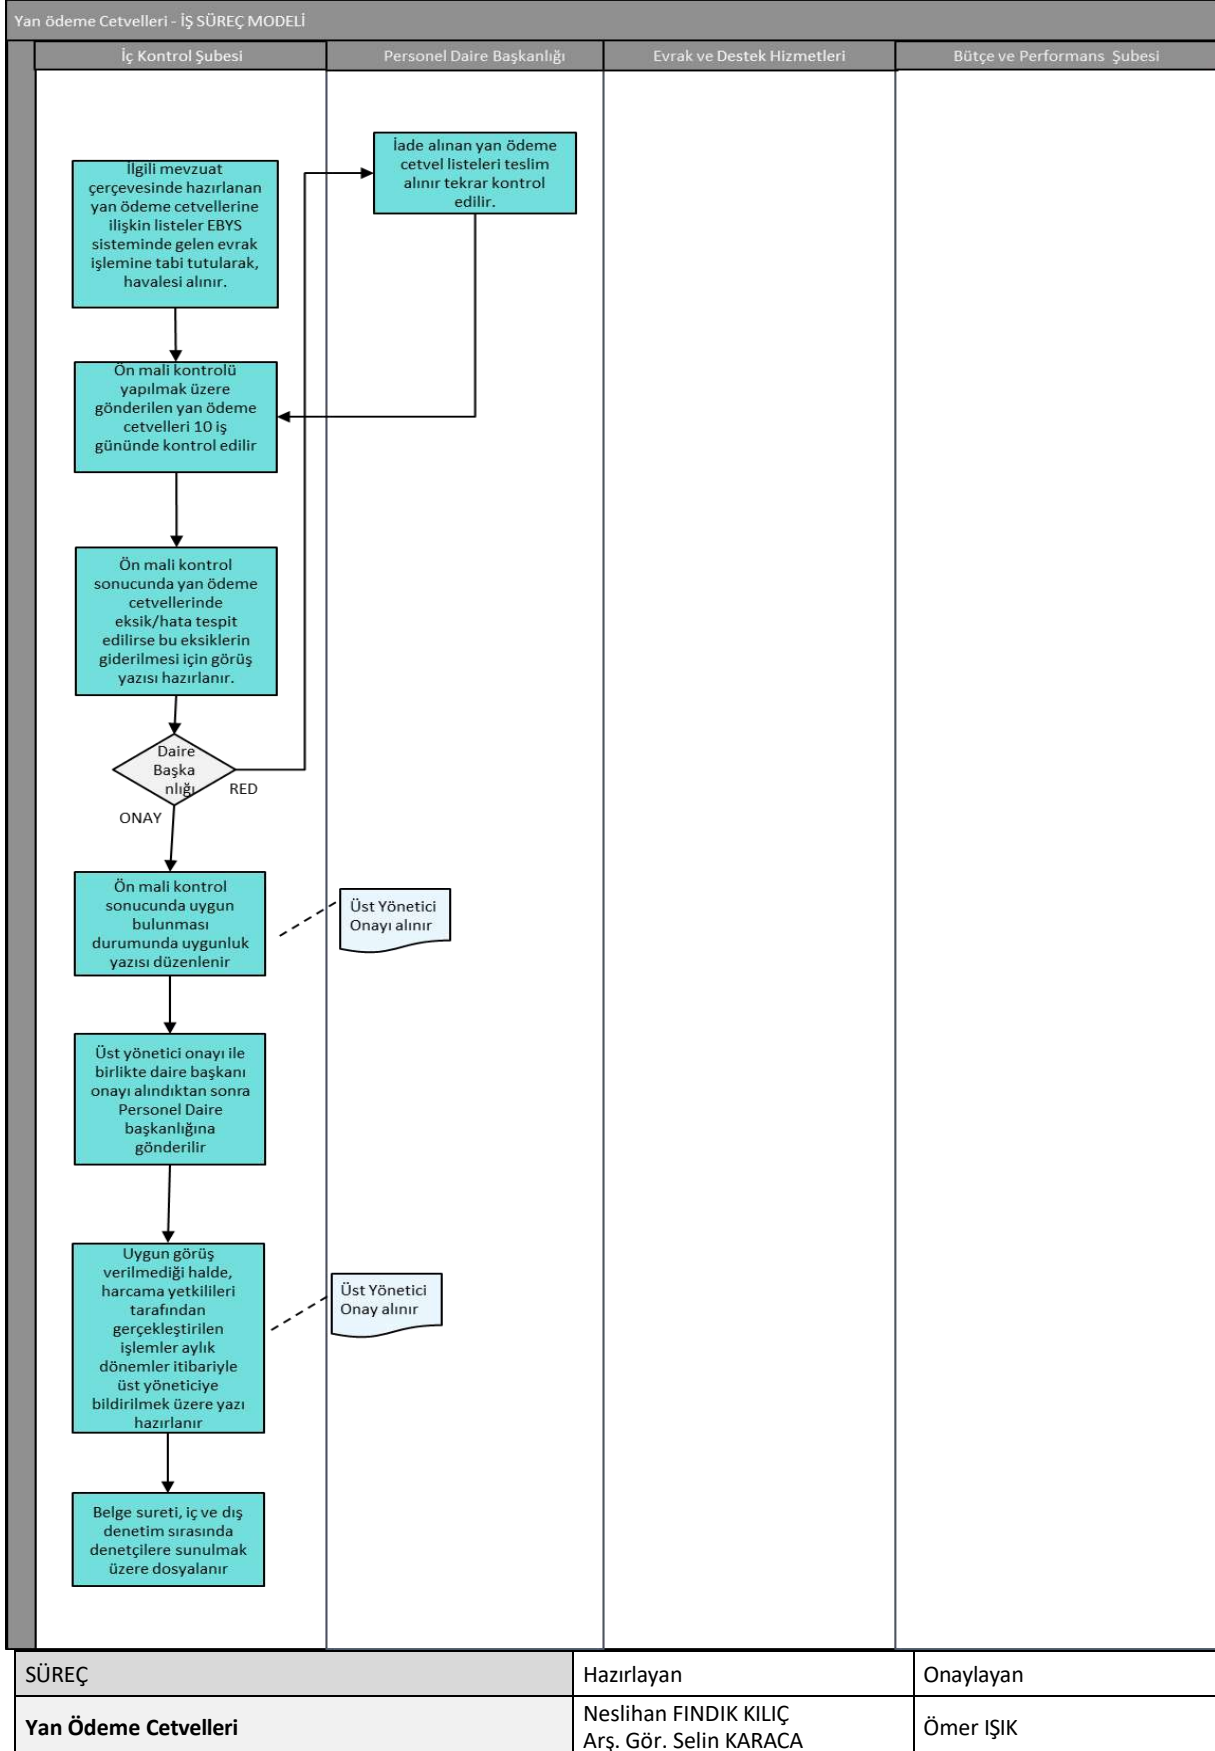 Yan ödeme Cetvelleri - İŞ SÜREÇ MODELİ
İç Kontrol Şubesi
Personel Daire Başkanlığı
Evrak ve Destek Hizmetleri
Bütçe ve Performans Şubesi
İlgili mevzuat
çerçevesinde hazırlanan
yan ödeme cetvellerine
ilişkin listeler EBYS
sisteminde gelen evrak
işlemine tabi tutularak,
havalesi alınır.
İade alınan yan ödeme
cetvel listeleri teslim
alınır tekrar kontrol
edilir.
Ön mali kontrolü
yapılmak üzere
gönderilen yan ödeme
cetvelleri 10 iş
gününde kontrol edilir
Ön mali kontrol
sonucunda yan ödeme
cetvellerinde
eksik/hata tespit
edilirse bu eksiklerin
giderilmesi için görüş
yazısı hazırlanır.
Daire
Başka
nlığı
RED
ONAY
Ön mali kontrol
sonucunda uygun
bulunması
durumunda uygunluk
yazısı düzenlenir
Üst Yönetici
Onayı alınır
Üst yönetici onayı ile
birlikte daire başkanı
onayı alındıktan sonra
Personel Daire
başkanlığına
gönderilir
Uygun görüş
verilmediği halde,
harcama yetkilileri
tarafından
gerçekleştirilen
işlemler aylık
dönemler itibariyle
üst yöneticiye
bildirilmek üzere yazı
hazırlanır
Üst Yönetici
Onay alınır
Belge sureti, iç ve dış
denetim sırasında
denetçilere sunulmak
üzere dosyalanır
SÜREÇ
Hazırlayan
Onaylayan
Yan Ödeme Cetvelleri
Neslihan FINDIK KILIÇ
Arş. Gör. Selin KARACA
Ömer IŞIK